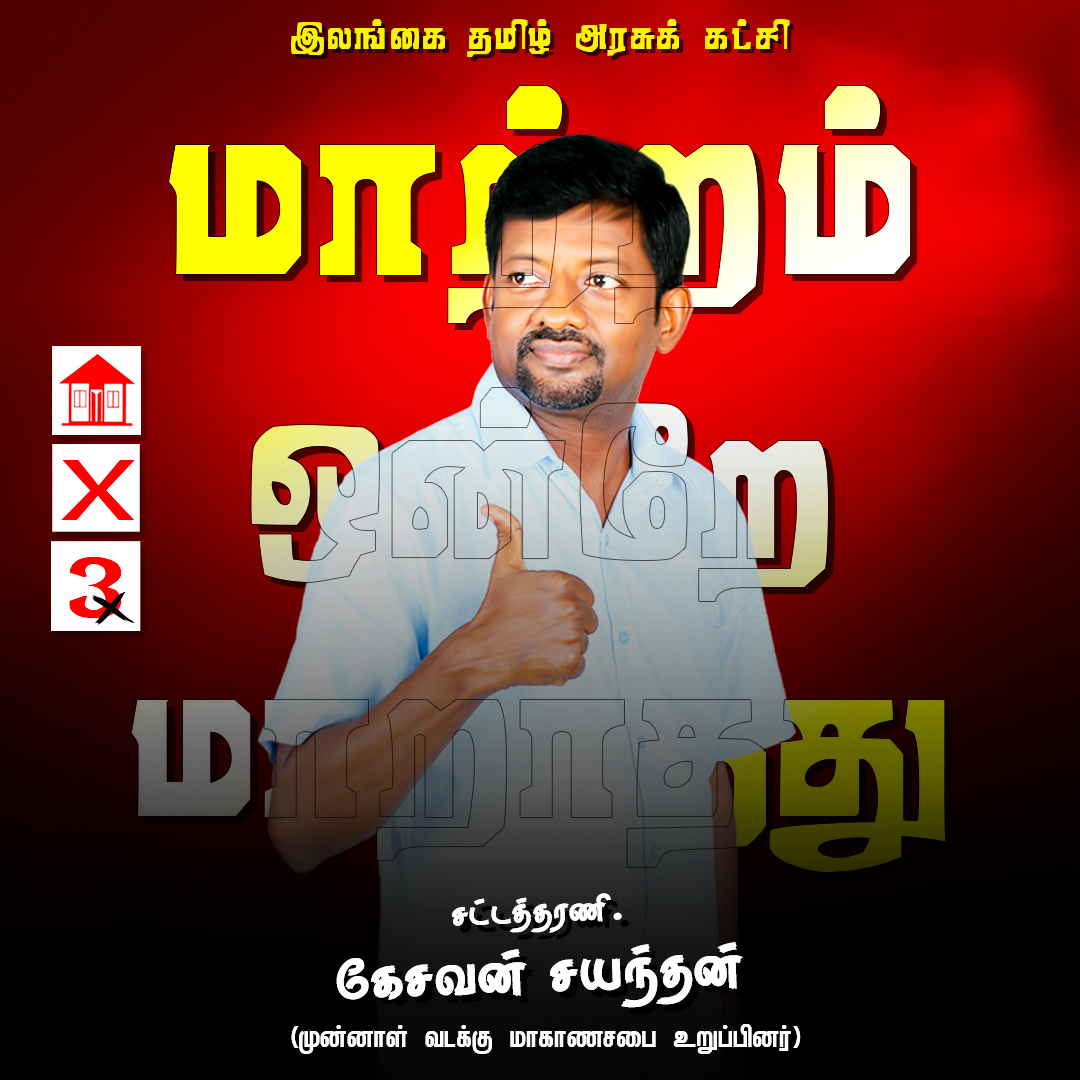 இலங்கை தமிழ் அரசுக் கட்சி
மாற்றம்
ஒன்றே
X
3
மாறாதது
சட்டத்தரணி.
கேசவன் சயந்தன்
(முன்னாள் வடக்கு மாகாணசபை உறுப்பினர்)